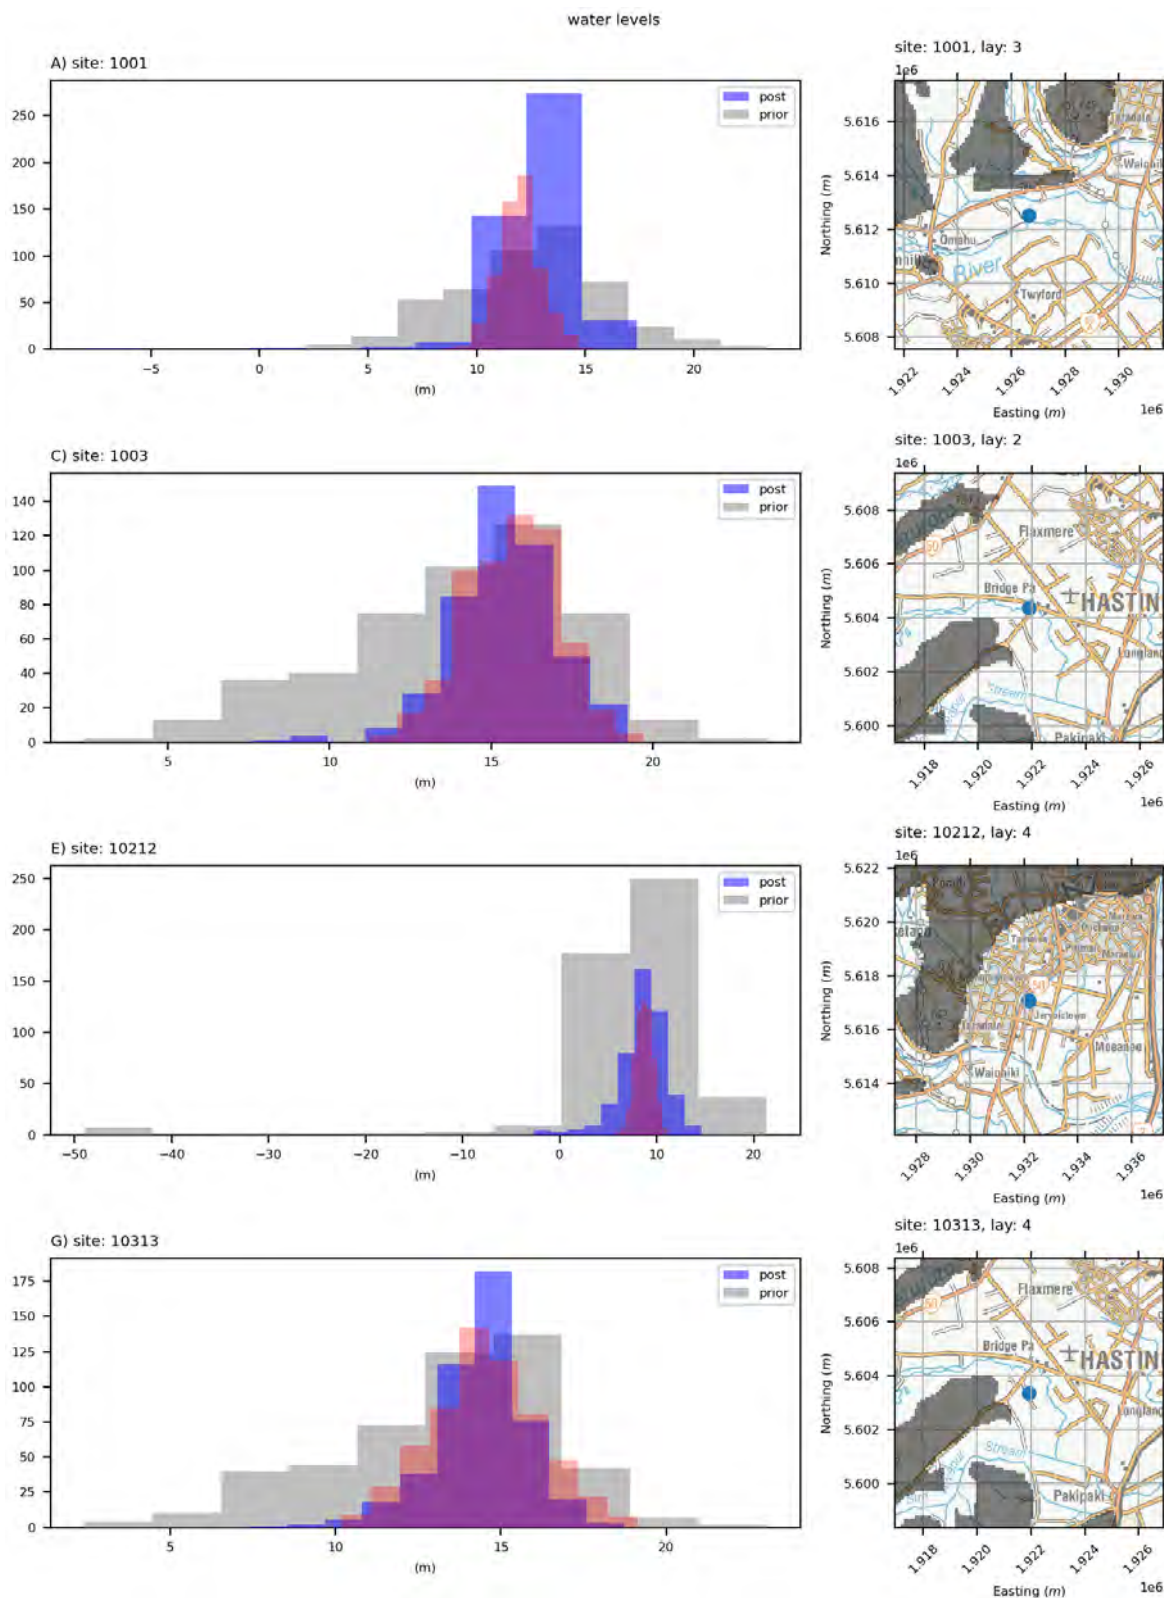 water levels
A) site: 1001
250
200
150
100
50
0
−5
0
5
10
15
20
(m)
post
prior
site: 1001, lay: 3
1e6
5.616
5.614
5.612
5.610
5.608
Northing (m)
1.922
1.924
1.926
1.928
1.930
Easting (m)
1e6
Omahu
River
Twyford
C) site: 1003
140
120
100
80
60
40
20
0
5
10
15
20
(m)
post
prior
site: 1003, lay: 2
1e6
5.608
5.606
5.604
5.602
5.600
Northing (m)
1.918
1.920
1.922
1.924
1.926
Easting (m)
1e6
50
Flaxmere
Bridge Pa
HASTIN
Longlan
Stream
Pakipaki
E) site: 10212
250
200
150
100
50
0
−50
−40
−30
−20
−10
0
10
20
(m)
post
prior
site: 10212, lay: 4
1e6
5.622
5.620
5.618
5.616
5.614
Northing (m)
1.928
1.930
1.932
1.934
1.936
Easting (m)
1e6
50
Jervoistown
Meeanee
Waiohiki
G) site: 10313
175
150
125
100
75
50
25
0
5
10
15
20
(m)
post
prior
site: 10313, lay: 4
1e6
5.608
5.606
5.604
5.602
5.600
Northing (m)
1.918
1.920
1.922
1.924
1.926
Easting (m)
1e6
50
Flaxmere
Bridge Pa
HASTIN
Longlan
Stream
Pakipaki